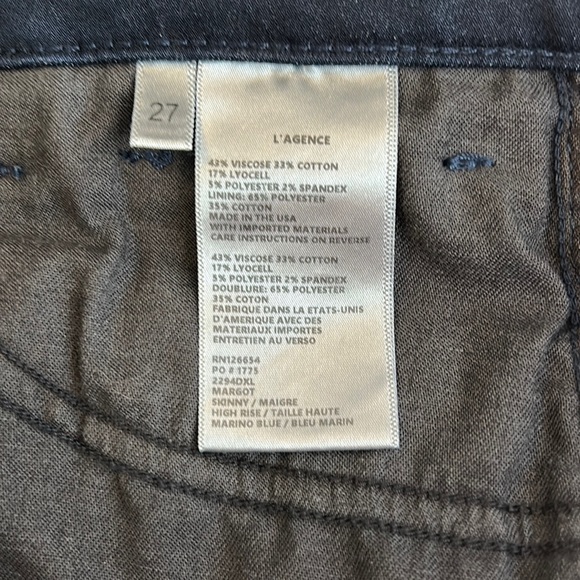 27
L'AGENCE
43% VISCOSE 33% COTTON
17% LYOCELL
5% POLYESTER 2% SPANDEX
LINING: 65% POLYESTER
35% COTTON
MADE IN THE USA
WITH IMPORTED MATERIALS
CARE INSTRUCTIONS ON REVERSE
43% VISCOSE 33% COTTON
17% LYOCELL
5% POLYESTER 2% SPANDEX
DOUBLURE: 65% POLYESTER
35% COTON
FABRIQUE DANS LA ETATS-UNIS
D'AMERIQUE AVEC DES
MATERIAUX IMPORTES
ENTRETIEN AU VERSO
RN126654
PO # 1775
2294DXL
MARGOT
SKINNY / MAIGRE
HIGH RISE / TAILLE HAUTE
MARINO BLUE / BLEU MARIN